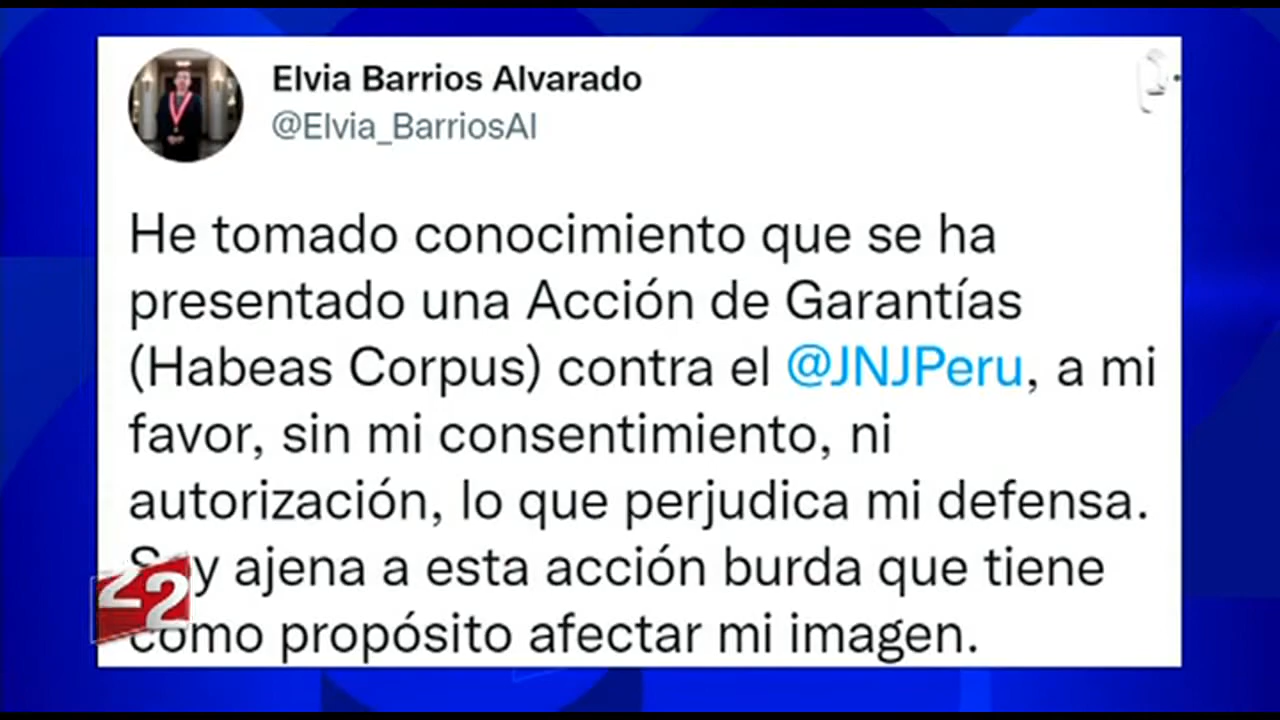 Elvia Barrios Alvarado
@Elvia_BarriosAl
He tomado conocimiento que se ha
presentado una Acción de Garantías
(Habeas Corpus) contra el @JNJPeru, a mi
favor, sin mi consentimiento, ni
autorización, lo que perjudica mi defensa.
Soy ajena a esta acción burda que tiene
como propósito afectar mi imagen.
22